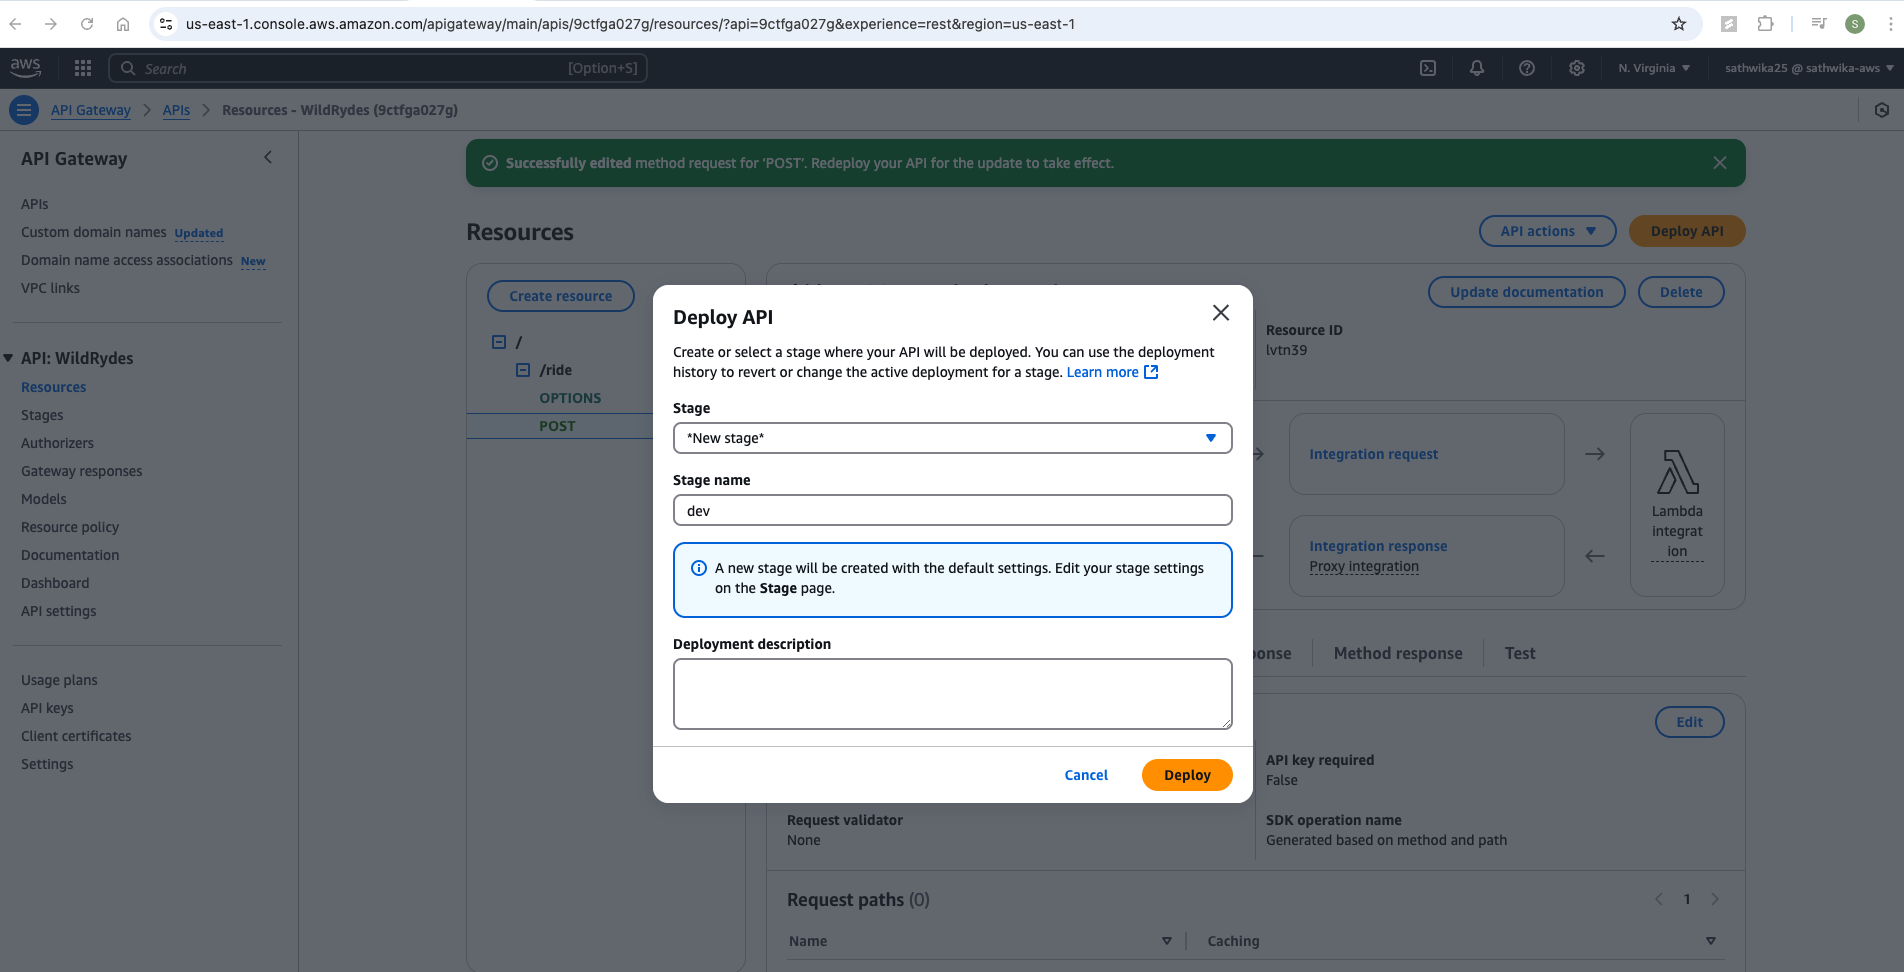 us-east-1.console.aws.amazon.com/apigateway/main/apis/9ctfga027g/resources/?api=9ctfga027g&experience=rest&region=us-east-1
S
aws
Search
[Option+S]
N. Virginia
sathwika25 @ sathwika-aws
API Gateway
APIs
Resources - WildRydes (9ctfga027g)
API Gateway
APIs
Custom domain names Updated
Domain name access associations New
VPC links
API: WildRydes
Resources
Stages
Authorizers
Gateway responses
Models
Resource policy
Documentation
Dashboard
API settings
Usage plans
API keys
Client certificates
Settings
Successfully edited method request for 'POST'. Redeploy your API for the update to take effect.
Resources
API actions
Deploy API
Create resource
/
/ride
OPTIONS
POST
Update documentation
Delete
Resource ID
lvtn39
Integration request
Integration response
Proxy integration
Lambda
integrat
ion
Deploy API
Create or select a stage where your API will be deployed. You can use the deployment
history to revert or change the active deployment for a stage. Learn more
Stage
*New stage*
Stage name
dev
A new stage will be created with the default settings. Edit your stage settings
on the Stage page.
Deployment description
Cancel
Deploy
Method response
Test
Edit
API key required
False
Request validator
None
SDK operation name
Generated based on method and path
Request paths (0)
1
Name
Caching